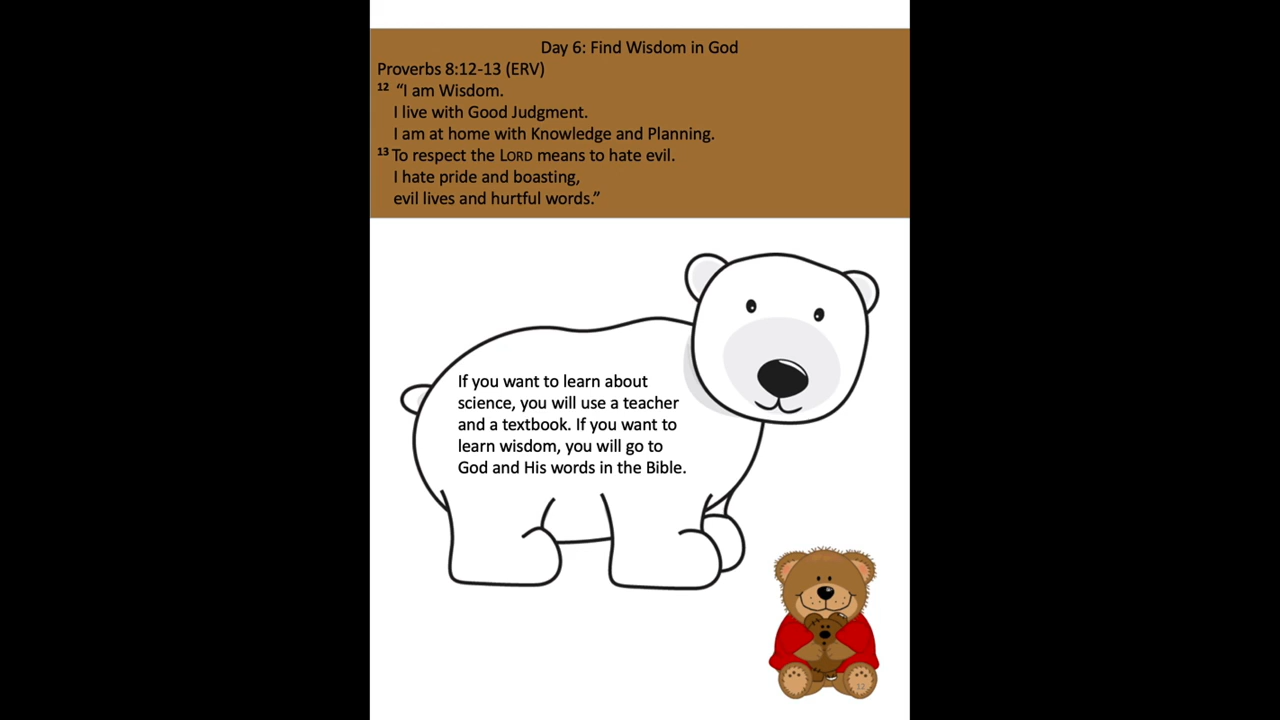 Day 6: Find Wisdom in God
Proverbs 8:12-13 (ERV)
12 “I am Wisdom.
I live with Good Judgment.
I am at home with Knowledge and Planning.
13 To respect the LORD means to hate evil.
I hate pride and boasting,
evil lives and hurtful words.”
If you want to learn about
science, you will use a teacher
and a textbook. If you want to
learn wisdom, you will go to
God and His words in the Bible.
12